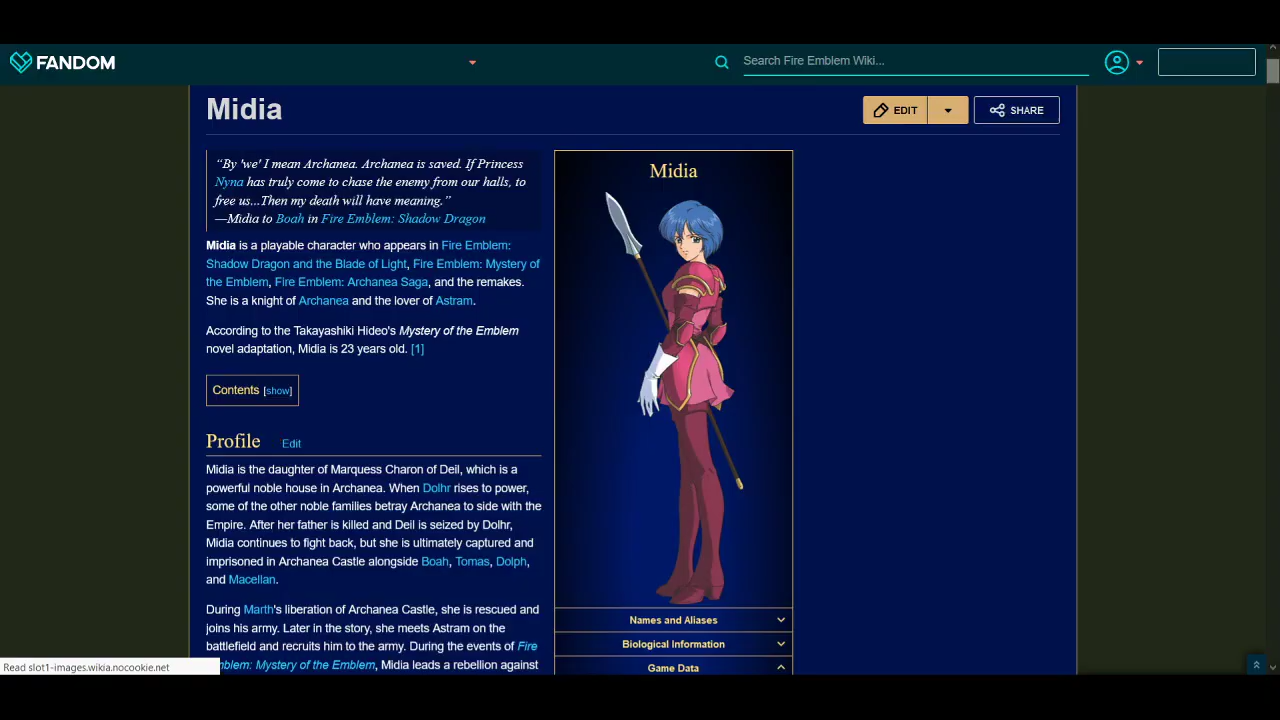 FANDOM
Search Fire Emblem Wiki...
Midia
EDIT
SHARE
“By 'we' I mean Archanea. Archanea is saved. If Princess
Nyna has truly come to chase the enemy from our halls, to
free us...Then my death will have meaning.”
—Midia to Boah in Fire Emblem: Shadow Dragon
Midia is a playable character who appears in Fire Emblem:
Shadow Dragon and the Blade of Light, Fire Emblem: Mystery of
the Emblem, Fire Emblem: Archanea Saga, and the remakes.
She is a knight of Archanea and the lover of Astram.
According to the Takayashiki Hideo's Mystery of the Emblem
novel adaptation, Midia is 23 years old. [1]
Contents [show]
Profile Edit
Midia is the daughter of Marquess Charon of Deil, which is a
powerful noble house in Archanea. When Dolhr rises to power,
some of the other noble families betray Archanea to side with the
Empire. After her father is killed and Deil is seized by Dolhr,
Midia continues to fight back, but she is ultimately captured and
imprisoned in Archanea Castle alongside Boah, Tomas, Dolph,
and Macellan.
During Marth's liberation of Archanea Castle, she is rescued and
joins his army. Later in the story, she meets Astram on the
battlefield and recruits him to the army. During the events of Fire
mblem: Mystery of the Emblem, Midia leads a rebellion against
Midia
Names and Aliases
Biological Information
Game Data
Read slot1-images.wikia.nocookie.net